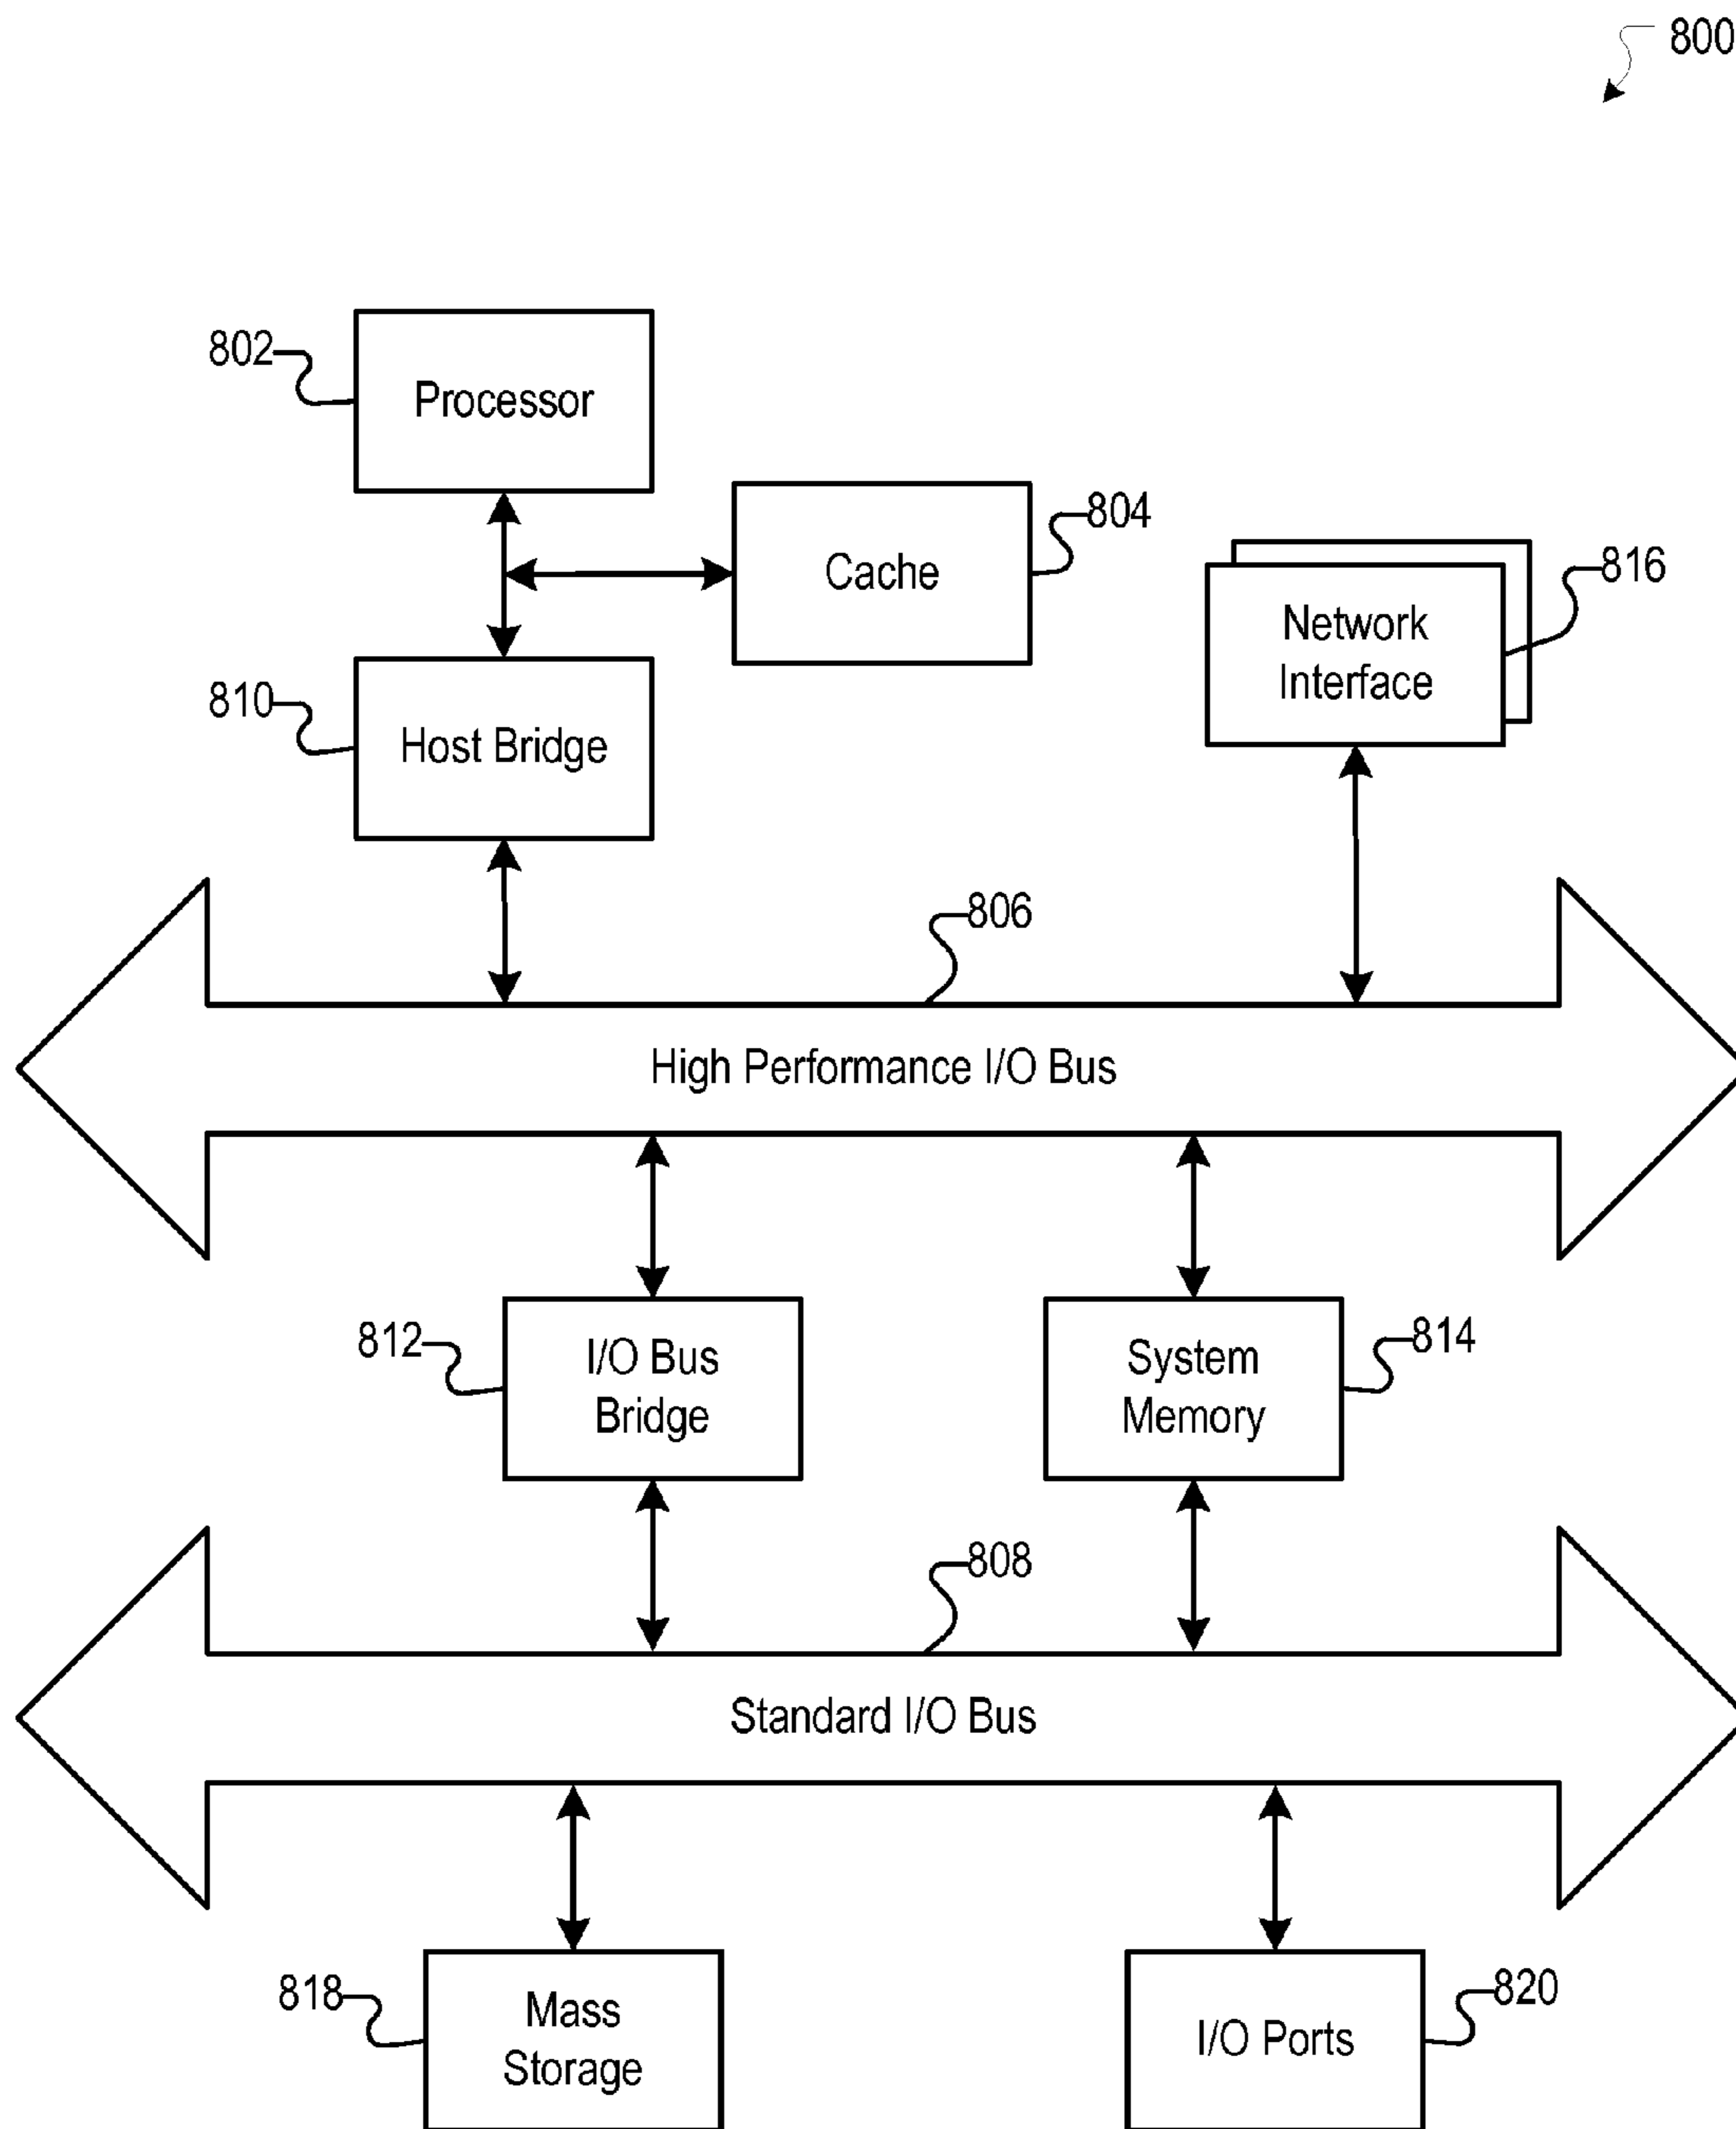 800
802
Processor
804
Cache
816
Network
Interface
810
Host Bridge
806
High Performance I/O Bus
812
I/O Bus
Bridge
814
System
Memory
808
Standard I/O Bus
818
Mass
Storage
820
I/O Ports